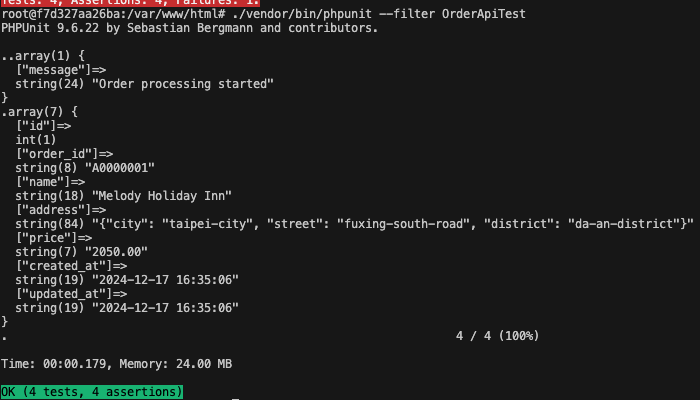 Tests: 4, Assertions: 4, Failures: 1.
root@f7d327aa26ba:/var/www/html# ./vendor/bin/phpunit --filter OrderApiTest
PHPUnit 9.6.22 by Sebastian Bergmann and contributors.
..array(1) {
  ["message"]=>
  string(24) "Order processing started"
}
.array(7) {
  ["id"]=>
  int(1)
  ["order_id"]=>
  string(8) "A0000001"
  ["name"]=>
  string(18) "Melody Holiday Inn"
  ["address"]=>
  string(84) "{"city": "taipei-city", "street": "fuxing-south-road", "district": "da-an-district"}"
  ["price"]=>
  string(7) "2050.00"
  ["created_at"]=>
  string(19) "2024-12-17 16:35:06"
  ["updated_at"]=>
  string(19) "2024-12-17 16:35:06"
}
. 4 / 4 (100%)
Time: 00:00.179, Memory: 24.00 MB
OK (4 tests, 4 assertions)